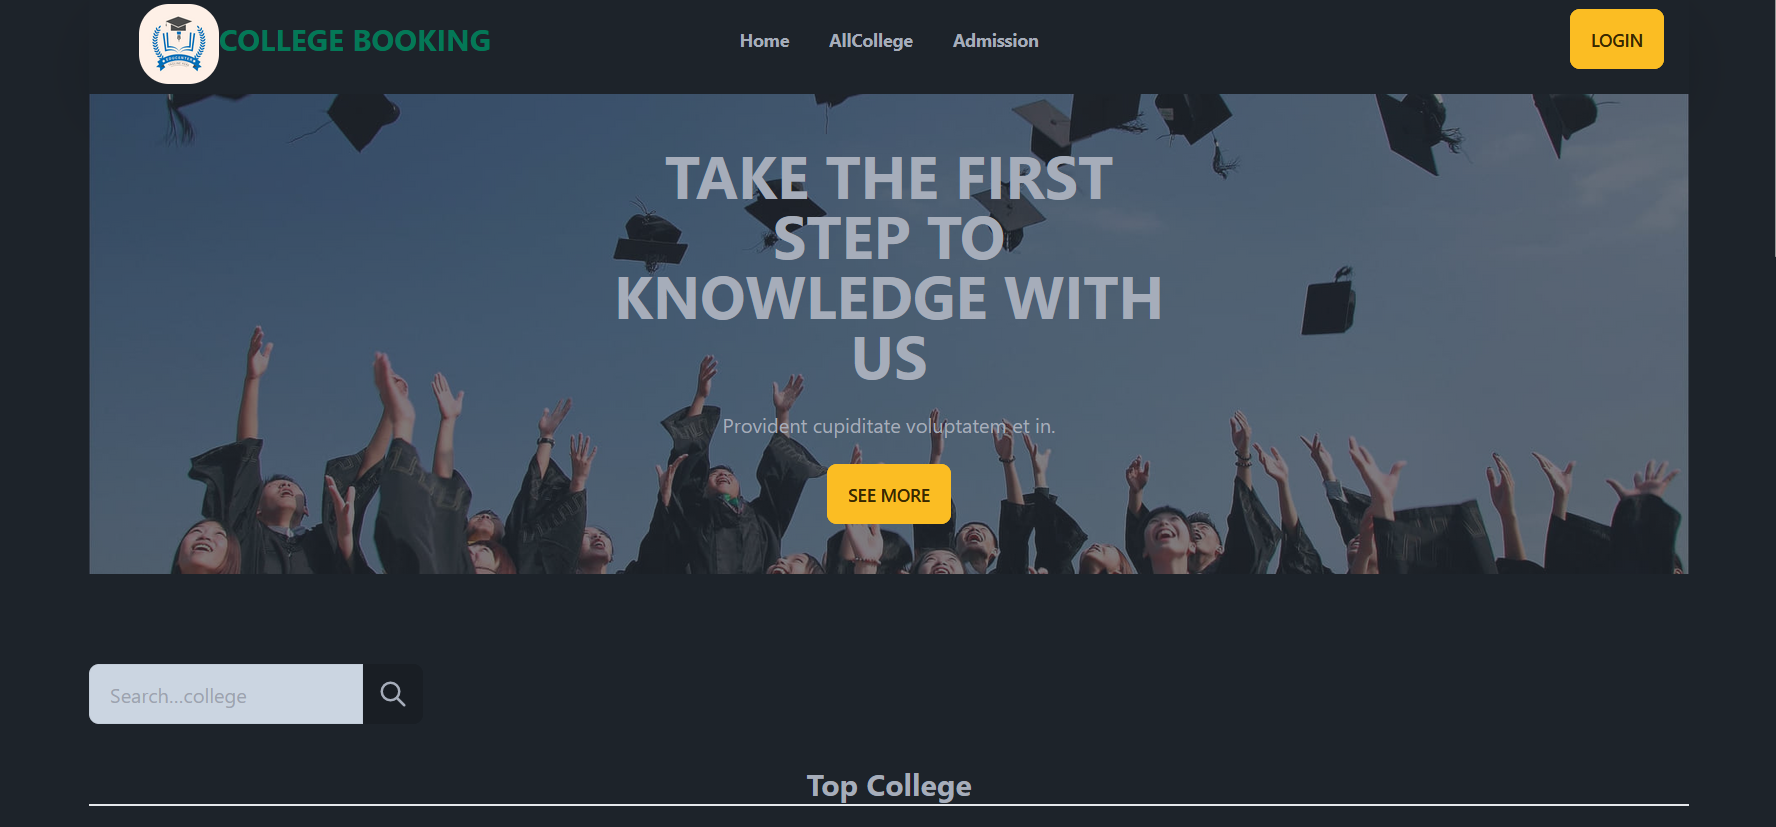 COLLEGE BOOKING
Home AllCollege Admission
LOGIN
TAKE THE FIRST
STEP TO
KNOWLEDGE WITH
US
Provident cupiditate voluptatem et in.
SEE MORE
Search...college
Top College